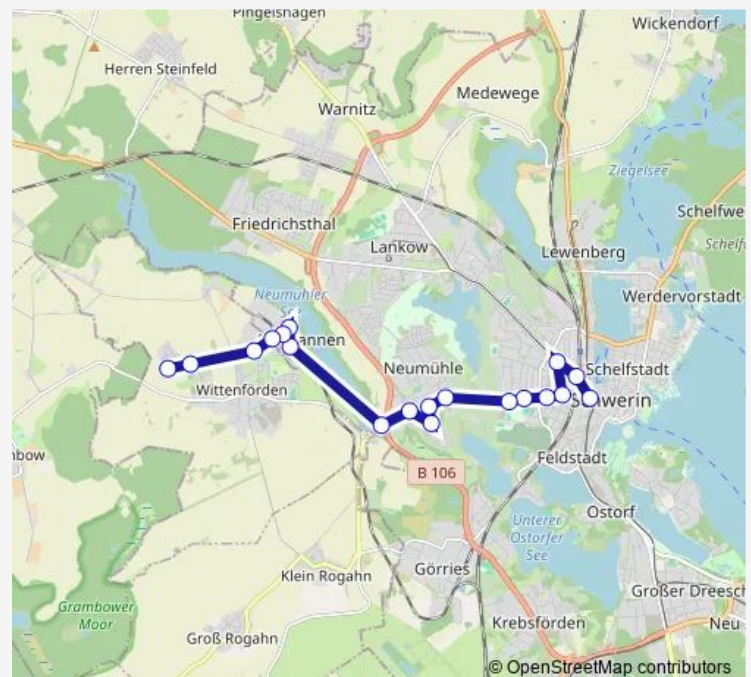 Pingelshagen
Wickendorf
Herren Steinfeld
Medewege
Warnitz
Ziegelsee
Schelfwe
Friedrichsthal
Schelf
Lankow
Lewenberg
Neumühler
Werdervorstadt
annen
Neumühle
Schelfstadt
Wittenförden
werin
bow
Feldstadt
B 106
Ostorf
Unterer
Ostorfer
See
Klein Rogahn
Görries
Großer Dreesch
Grambower
Moor
Krebsförden
Neu
Groß Rogahn
© OpenStreetMap contributors